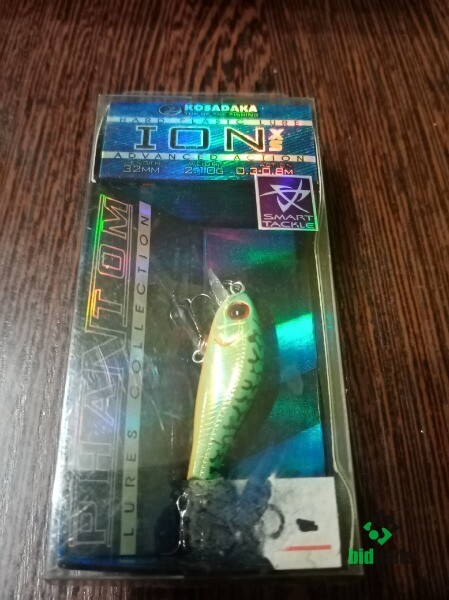 KOSADAKA
HARD PLASTIC LURE
ION XS
ADVANCED ACTION
32MM 2.10G 0.3-0.8M
SMART
TACKLE
PHANTOM
LURES COLLECTION
bid